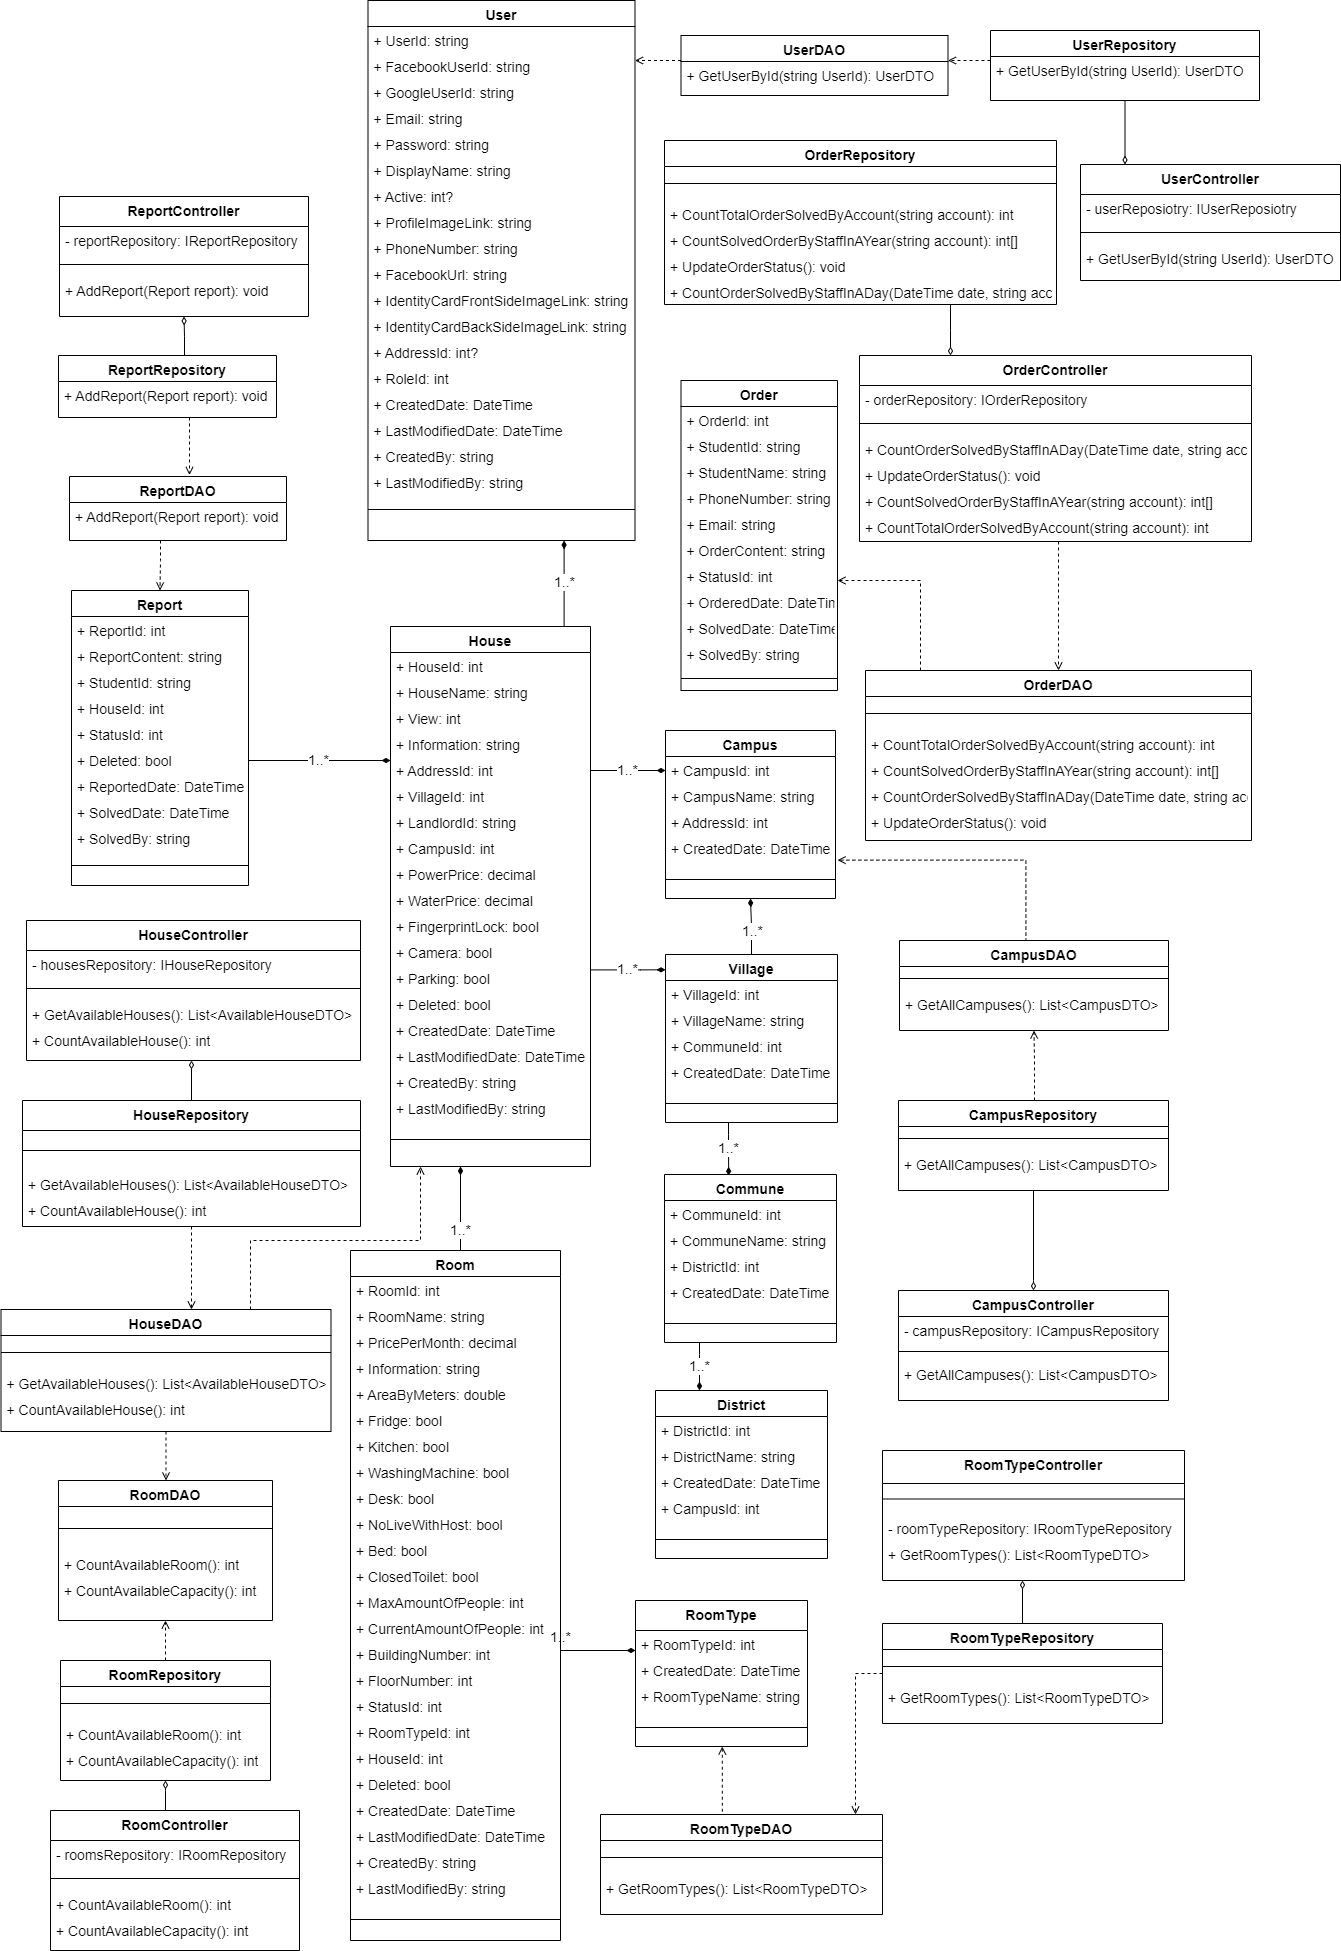 User
+ UserId: string
+ FacebookUserId: string
+ GoogleUserId: string
+ Email: string
+ Password: string
+ DisplayName: string
+ Active: int?
+ ProfileImageLink: string
+ PhoneNumber: string
+ FacebookUrl: string
+ IdentityCardFrontSideImageLink: string
+ IdentityCardBackSideImageLink: string
+ AddressId: int?
+ RoleId: int
+ CreatedDate: DateTime
+ LastModifiedDate: DateTime
+ CreatedBy: string
+ LastModifiedBy: string
UserDAO
+ GetUserById(string UserId): UserDTO
UserRepository
+ GetUserById(string UserId): UserDTO
UserController
- userReposiotry: IUserReposiotry
+ GetUserById(string UserId): UserDTO
OrderRepository
+ CountTotalOrderSolvedByAccount(string account): int
+ CountSolvedOrderByStaffInAYear(string account): int[]
+ UpdateOrderStatus(): void
+ CountOrderSolvedByStaffInADay(DateTime date, string acc
ReportController
- reportRepository: IReportRepository
+ AddReport(Report report): void
ReportRepository
+ AddReport(Report report): void
ReportDAO
+ AddReport(Report report): void
Report
+ ReportId: int
+ ReportContent: string
+ StudentId: string
+ HouseId: int
+ StatusId: int
+ Deleted: bool
+ ReportedDate: DateTime
+ SolvedDate: DateTime
+ SolvedBy: string
Order
+ OrderId: int
+ StudentId: string
+ StudentName: string
+ PhoneNumber: string
+ Email: string
+ OrderContent: string
+ StatusId: int
+ OrderedDate: DateTin
+ SolvedDate: DateTime
+ SolvedBy: string
OrderController
- orderRepository: IOrderRepository
+ CountOrderSolvedByStaffInADay(DateTime date, string acc
+ UpdateOrderStatus(): void
+ CountSolvedOrderByStaffInAYear(string account): int[]
+ CountTotalOrderSolvedByAccount(string account): int
OrderDAO
+ CountTotalOrderSolvedByAccount(string account): int
+ CountSolvedOrderByStaffInAYear(string account): int[]
+ CountOrderSolvedByStaffInADay(DateTime date, string ac
+ UpdateOrderStatus(): void
1..*
House
+ HouseId: int
+ HouseName: string
+ View: int
+ Information: string
+ AddressId: int
+ VillageId: int
+ LandlordId: string
+ CampusId: int
+ PowerPrice: decimal
+ WaterPrice: decimal
+ FingerprintLock: bool
+ Camera: bool
+ Parking: bool
+ Deleted: bool
+ CreatedDate: DateTime
+ LastModifiedDate: DateTime
+ CreatedBy: string
+ LastModifiedBy: string
1..*
1..*
Campus
+ CampusId: int
+ CampusName: string
+ AddressId: int
+ CreatedDate: DateTime
1..*
1..*
Village
+ VillageId: int
+ VillageName: string
+ CommuneId: int
+ CreatedDate: DateTime
1..*
Commune
+ CommuneId: int
+ CommuneName: string
+ DistrictId: int
+ CreatedDate: DateTime
1..*
District
+ DistrictId: int
+ DistrictName: string
+ CreatedDate: DateTime
+ CampusId: int
CampusDAO
+ GetAllCampuses(): List<CampusDTO>
CampusRepository
+ GetAllCampuses(): List<CampusDTO>
CampusController
- campusRepository: ICampusRepository
+ GetAllCampuses(): List<CampusDTO>
HouseController
- housesRepository: IHouseRepository
+ GetAvailableHouses(): List<AvailableHouseDTO>
+ CountAvailableHouse(): int
HouseRepository
+ GetAvailableHouses(): List<AvailableHouseDTO>
+ CountAvailableHouse(): int
HouseDAO
+ GetAvailableHouses(): List<AvailableHouseDTO>
+ CountAvailableHouse(): int
RoomDAO
+ CountAvailableRoom(): int
+ CountAvailableCapacity(): int
RoomRepository
+ CountAvailableRoom(): int
+ CountAvailableCapacity(): int
RoomController
- roomsRepository: IRoomRepository
+ CountAvailableRoom(): int
+ CountAvailableCapacity(): int
1..*
Room
+ RoomId: int
+ RoomName: string
+ PricePerMonth: decimal
+ Information: string
+ AreaByMeters: double
+ Fridge: bool
+ Kitchen: bool
+ WashingMachine: bool
+ Desk: bool
+ NoLiveWithHost: bool
+ Bed: bool
+ ClosedToilet: bool
+ MaxAmountOfPeople: int
+ CurrentAmountOfPeople: int
+ BuildingNumber: int
+ FloorNumber: int
+ StatusId: int
+ RoomTypeId: int
+ HouseId: int
+ Deleted: bool
+ CreatedDate: DateTime
+ LastModifiedDate: DateTime
+ CreatedBy: string
+ LastModifiedBy: string
1..*
RoomType
+ RoomTypeId: int
+ CreatedDate: DateTime
+ RoomTypeName: string
RoomTypeController
- roomTypeRepository: IRoomTypeRepository
+ GetRoomTypes(): List<RoomTypeDTO>
RoomTypeRepository
+ GetRoomTypes(): List<RoomTypeDTO>
RoomTypeDAO
+ GetRoomTypes(): List<RoomTypeDTO>